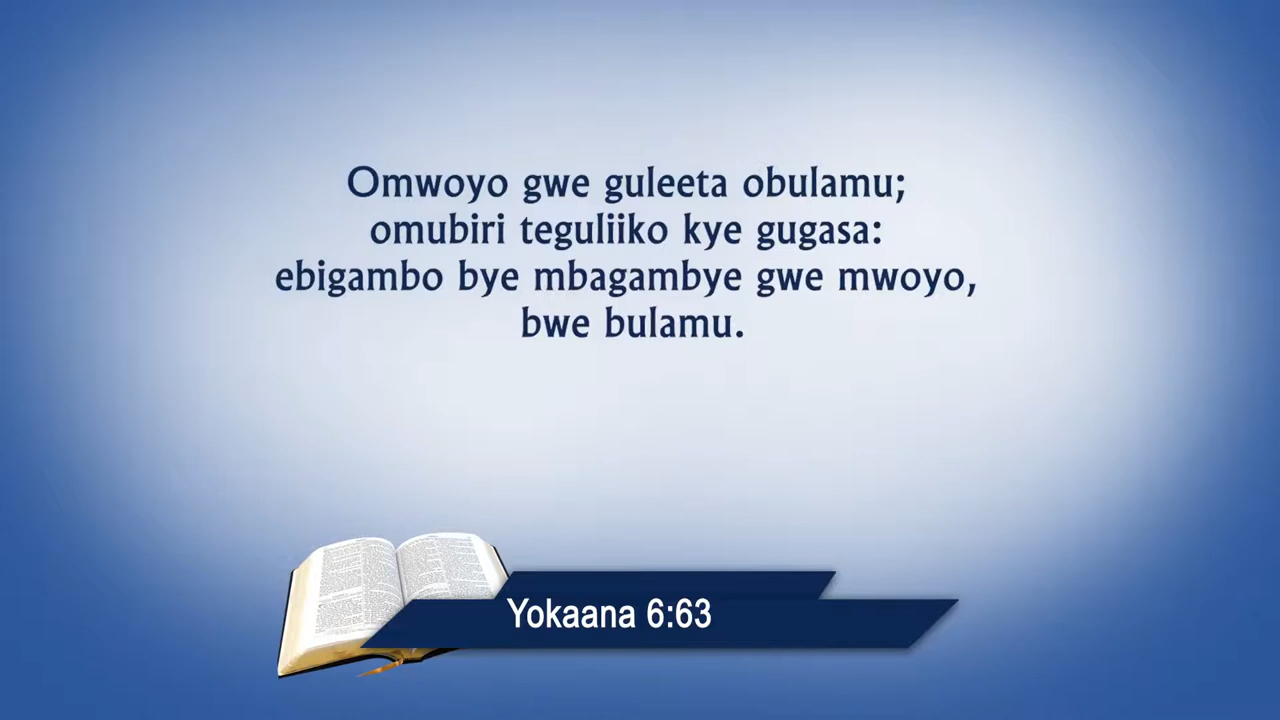 Omwoyo gwe guleeta obulamu;
omubiri teguliiko kye gugasa:
ebigambo bye mbagambye gwe mwoyo,
bwe bulamu.
Yokaana 6:63